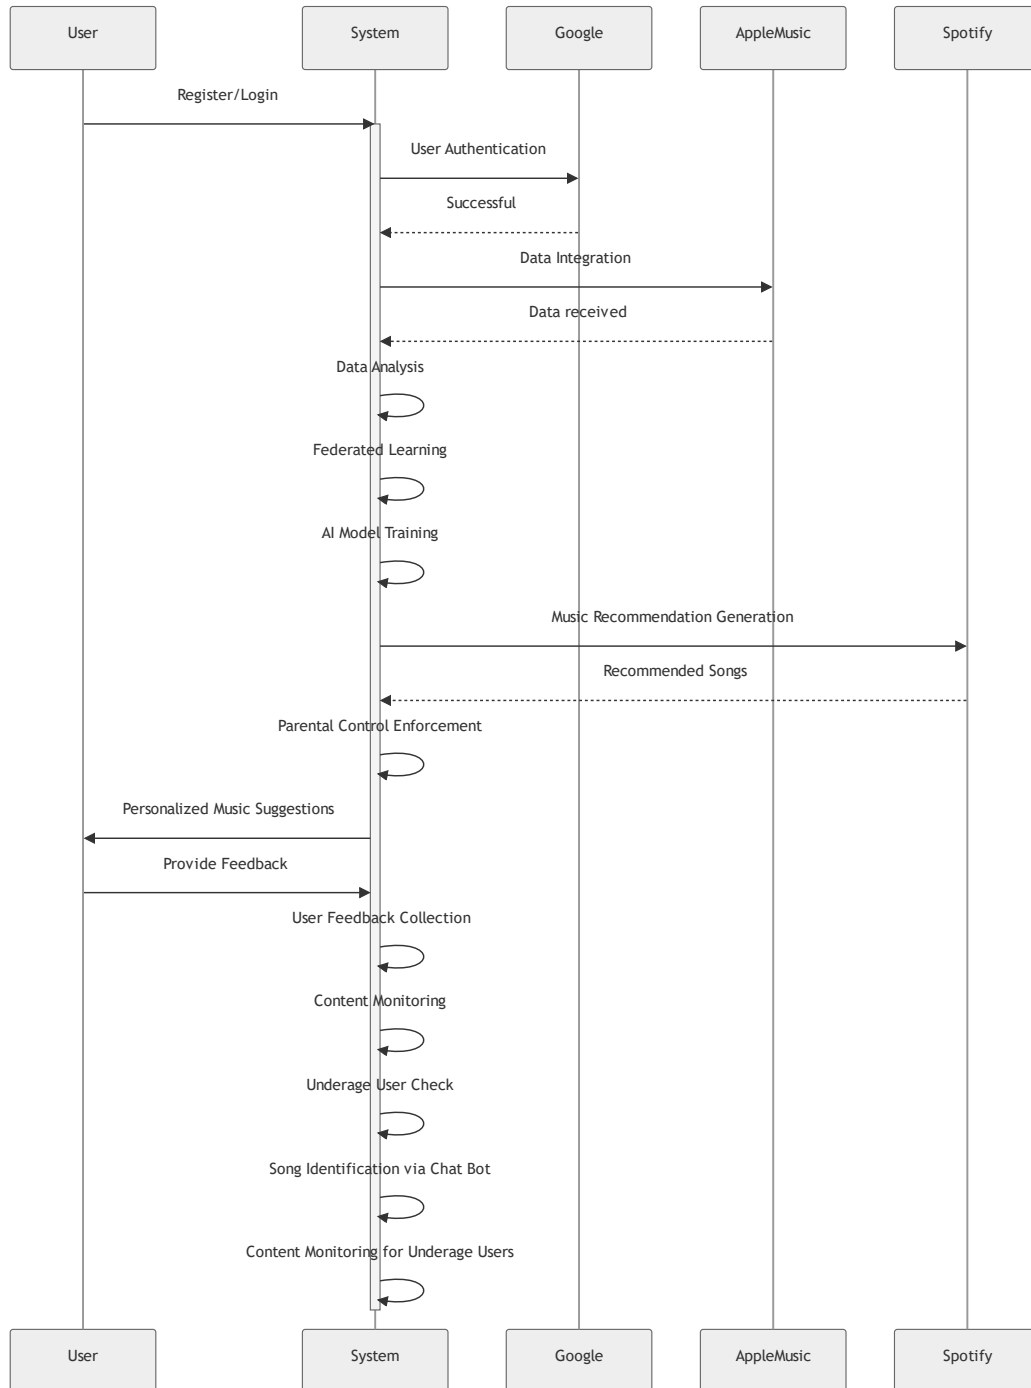 User
System
Google
AppleMusic
Spotify
Register/Login
User Authentication
Successful
Data Integration
Data received
Data Analysis
Federated Learning
AI Model Training
Music Recommendation Generation
Recommended Songs
Parental Control Enforcement
Personalized Music Suggestions
Provide Feedback
User Feedback Collection
Content Monitoring
Underage User Check
Song Identification via Chat Bot
Content Monitoring for Underage Users
User
System
Google
AppleMusic
Spotify